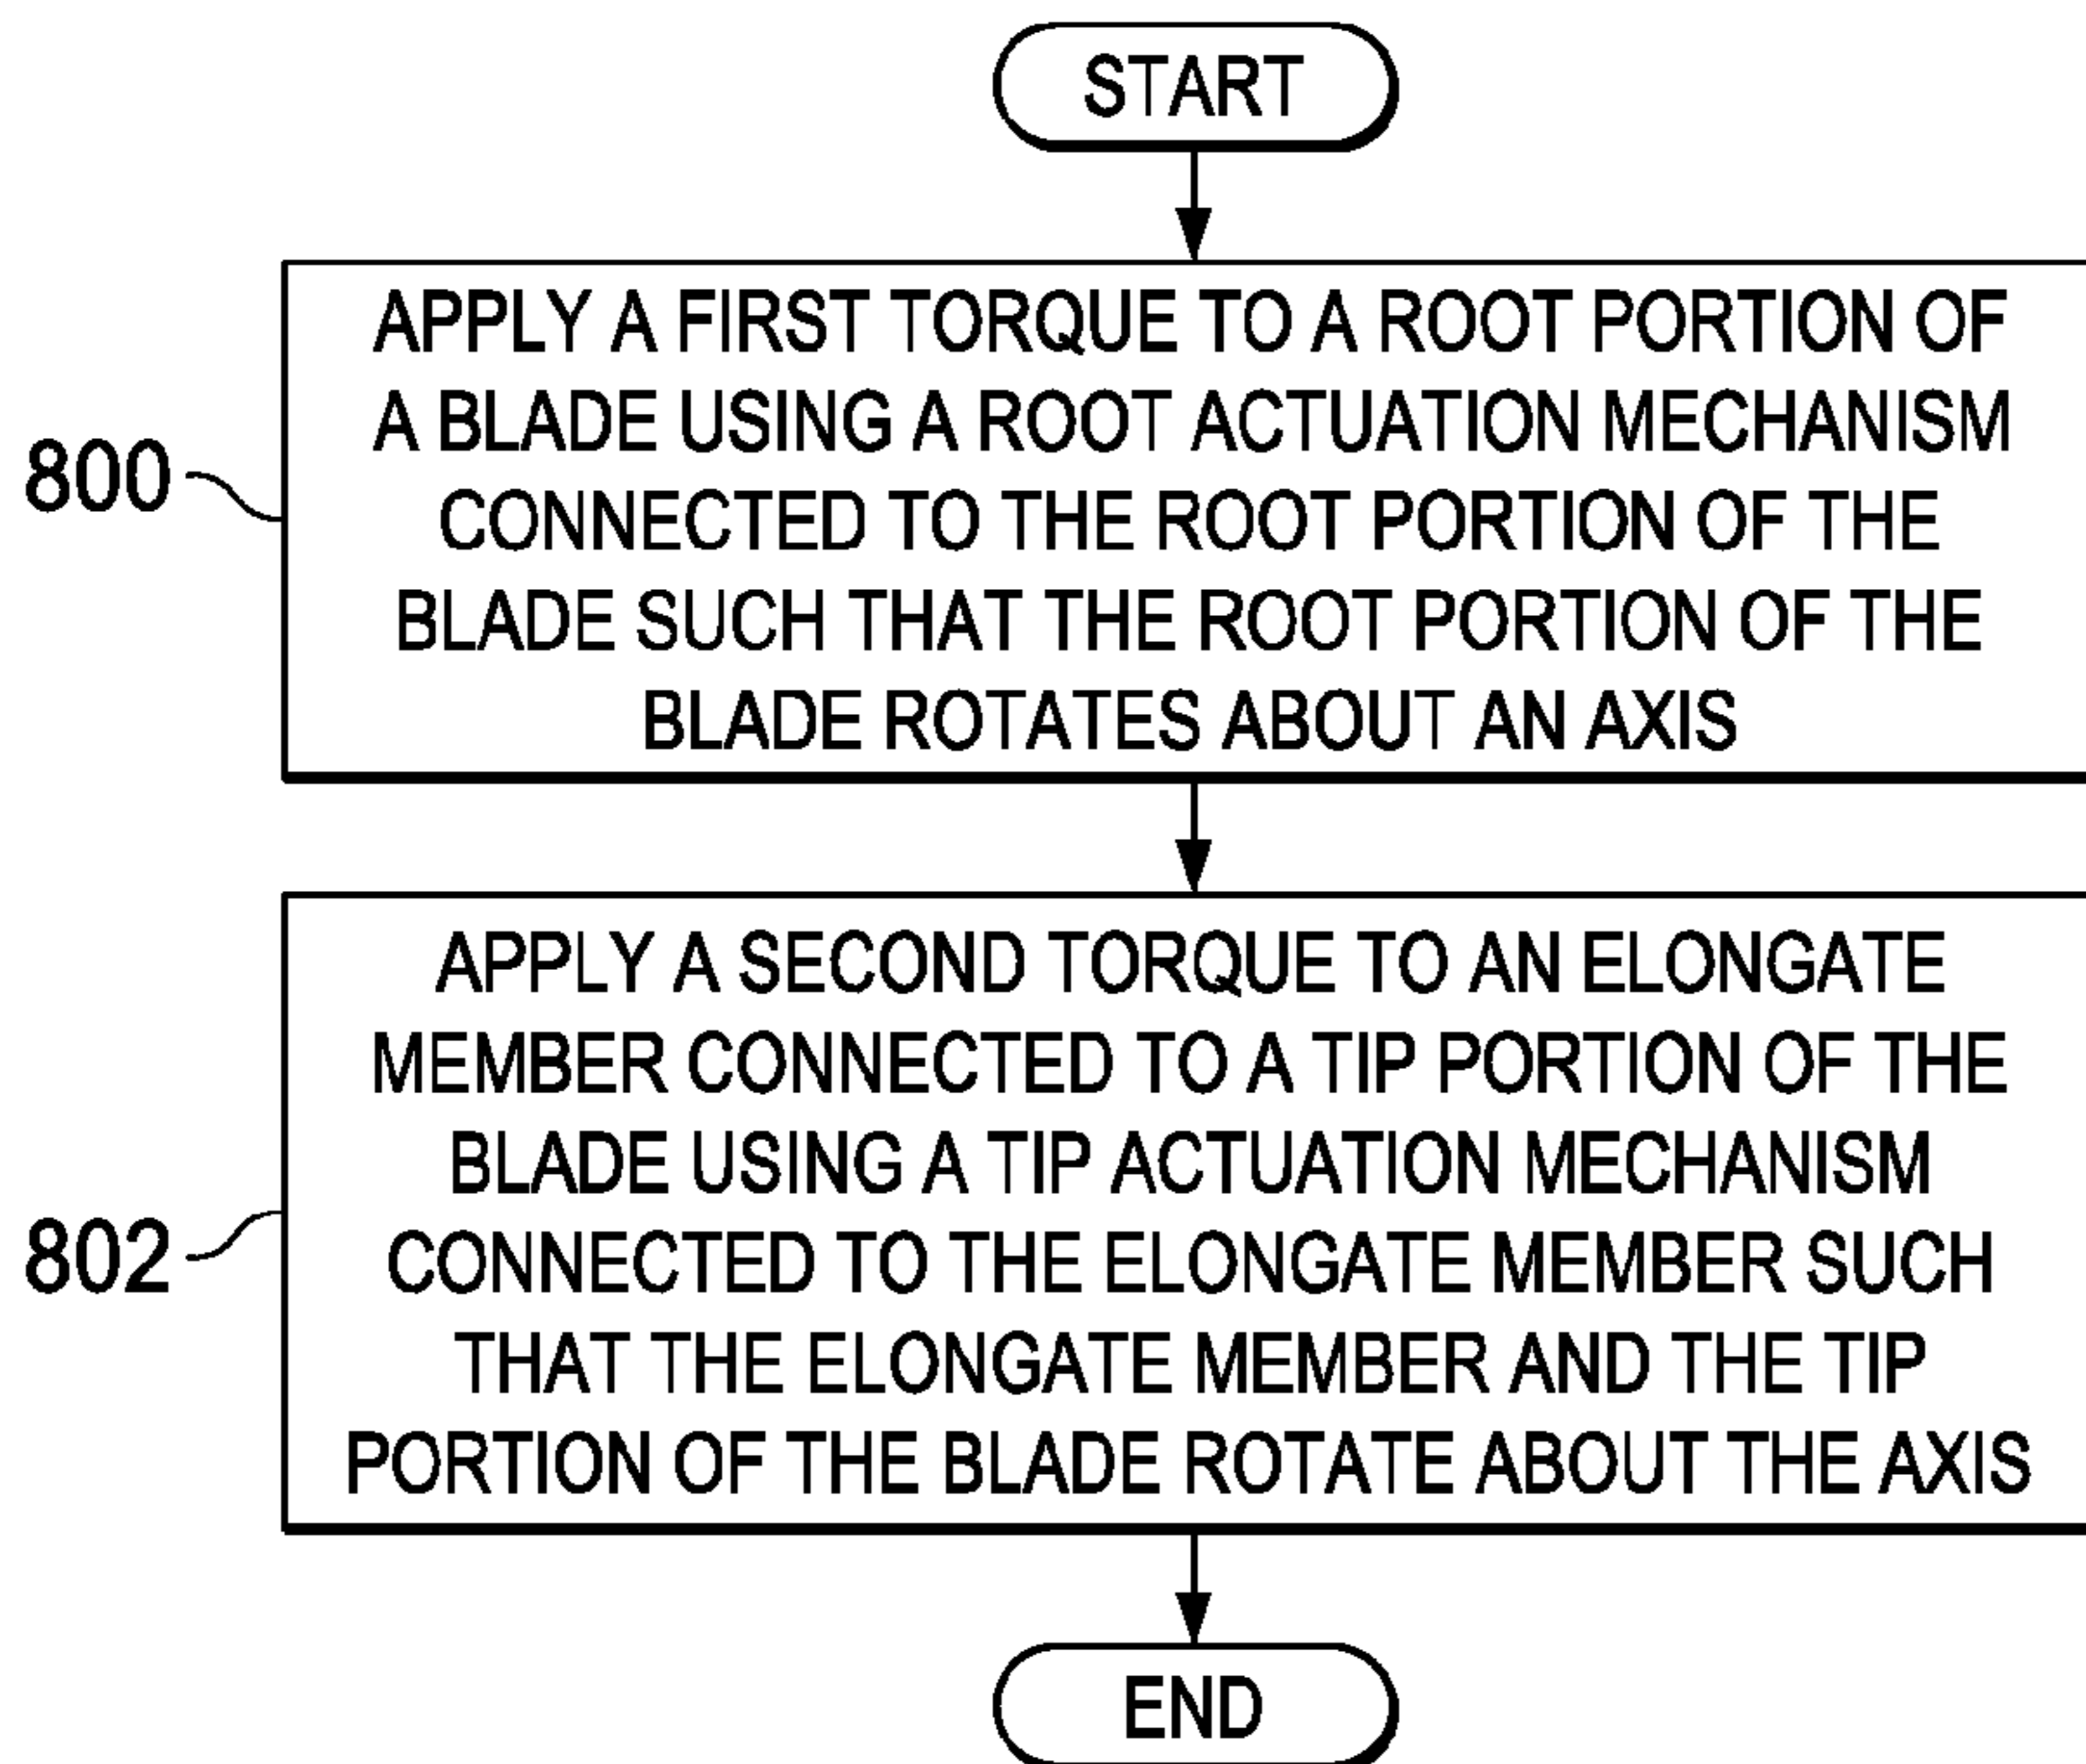 START
APPLY A FIRST TORQUE TO A ROOT PORTION OF
A BLADE USING A ROOT ACTUATION MECHANISM
CONNECTED TO THE ROOT PORTION OF THE
BLADE SUCH THAT THE ROOT PORTION OF THE
BLADE ROTATES ABOUT AN AXIS
800
APPLY A SECOND TORQUE TO AN ELONGATE
MEMBER CONNECTED TO A TIP PORTION OF THE
BLADE USING A TIP ACTUATION MECHANISM
CONNECTED TO THE ELONGATE MEMBER SUCH
THAT THE ELONGATE MEMBER AND THE TIP
PORTION OF THE BLADE ROTATE ABOUT THE AXIS
802
END